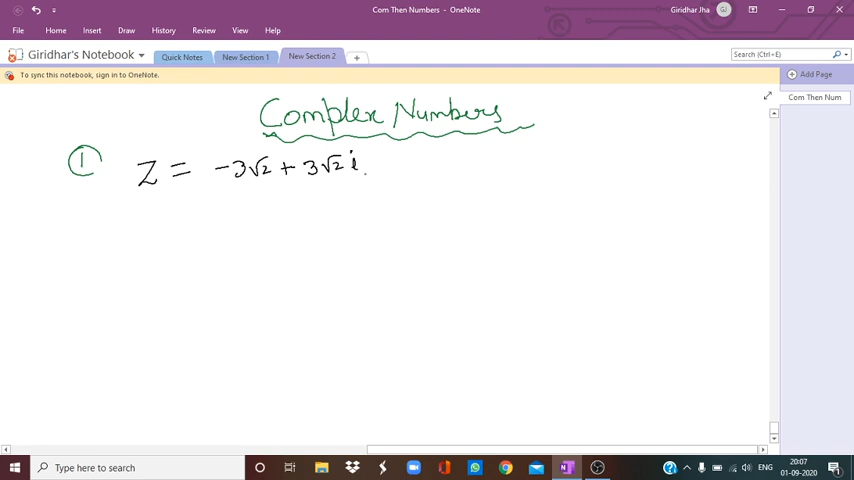 Com Then Numbers - OneNote
Giridhar Jha
GJ
File Home Insert Draw History Review View Help
Giridhar's Notebook
Quick Notes
New Section 1
New Section 2
Search (Ctrl+E)
To sync this notebook, sign in to OneNote.
Add Page
Com Then Num
Complex Numbers
① Z = -3√2 + 3√2 i.
Type here to search
ENG
20:07
01-09-2020